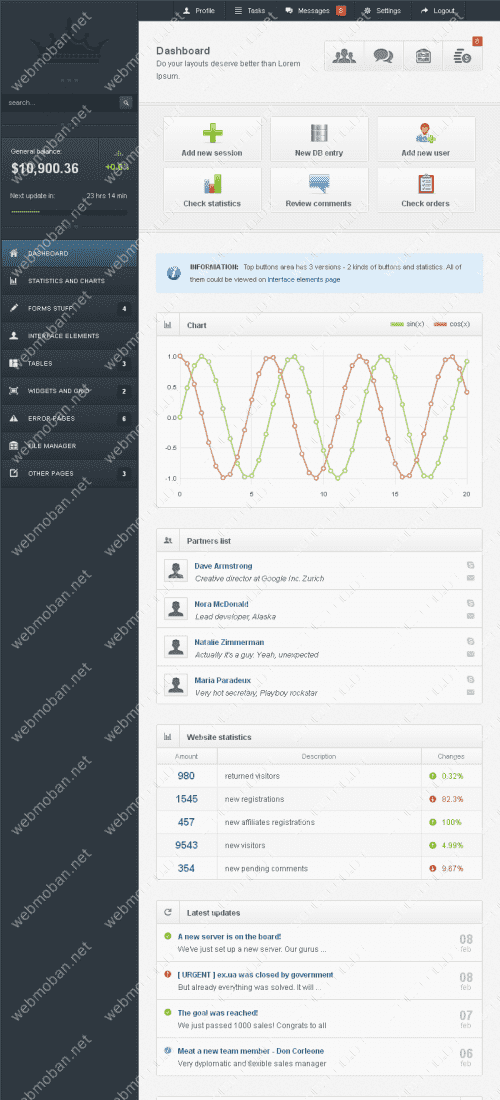 Profile
Tasks
Messages 8
Settings
Logout
search...
General balance:
$10,900.36
Next update in: 23 hrs 14 min
DASHBOARD
STATISTICS AND CHARTS
FORMS STUFF 4
INTERFACE ELEMENTS
TABLES 3
WIDGETS AND GRID 2
ERROR PAGES 6
FILE MANAGER
OTHER PAGES 3
Dashboard
Do your layouts deserve better than Lorem
Ipsum.
8
Add new session
New DB entry
Add new user
Check statistics
Review comments
Check orders
INFORMATION: Top buttons area has 3 versions - 2 kinds of buttons and statistics. All of
them could be viewed on Interface elements page
Chart
sin(x) cos(x)
1.0
0.5
0.0
-0.5
-1.0
0 5 10 15 20
Partners list
Dave Armstrong
Creative director at Google Inc. Zurich
Nora McDonald
Lead developer, Alaska
Natalie Zimmerman
Actually it's a guy. Yeah, unexpected
Maria Paradeux
Very hot secretary, Playboy rockstar
Website statistics
Amount Description Changes
980 returned visitors 0.32%
1545 new registrations 82.3%
457 new affiliates registrations 100%
9543 new visitors 4.99%
354 new pending comments 9.67%
Latest updates
A new server is on the board! 08
We've just set up a new server. Our gurus ... feb
[ URGENT ] ex.ua was closed by government 08
But already everything was solved. It will ... feb
The goal was reached! 07
We just passed 1000 sales! Congrats to all feb
Meat a new team member - Don Corleone 06
Very dyplomatic and flexible sales manager feb
webmoban.net